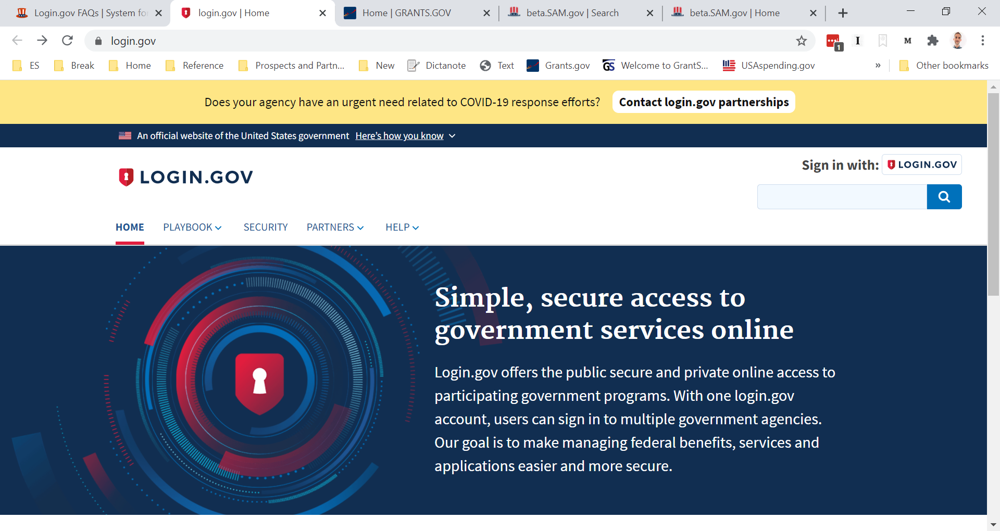 Login.gov FAQs | System fo
login.gov | Home
Home | GRANTS.GOV
beta.SAM.gov | Search
beta.SAM.gov | Home
login.gov
1
I
M
ES
Break
Home
Reference
Prospects and Partn...
New
Dictanote
Text
Grants.gov
GS
Welcome to GrantS...
USAspending.gov
»
Other bookmarks
Does your agency have an urgent need related to COVID-19 response efforts?
Contact login.gov partnerships
An official website of the United States government
Here's how you know
Sign in with:
LOGIN.GOV
LOGIN.GOV
HOME
PLAYBOOK
SECURITY
PARTNERS
HELP
Simple, secure access to
government services online
Login.gov offers the public secure and private online access to
participating government programs. With one login.gov
account, users can sign in to multiple government agencies.
Our goal is to make managing federal benefits, services and
applications easier and more secure.